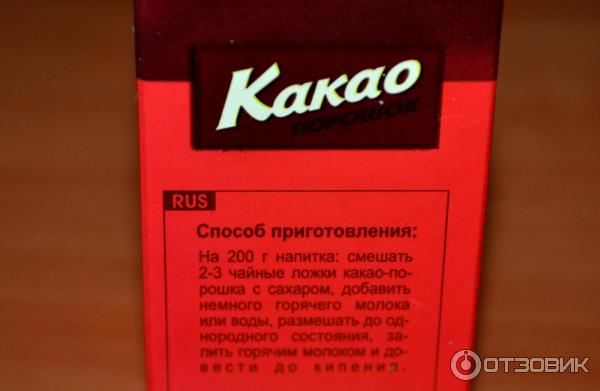 Какао
порошок
RUS
Способ приготовления:
На 200 г напитка: смешать
2-3 чайные ложки какао-по-
рошка с сахаром, добавить
немного горячего молока
или воды, размешать до од-
нородного состояния, за-
лить горячим молоком и до-
вести до кипения.
ОТЗОВИК